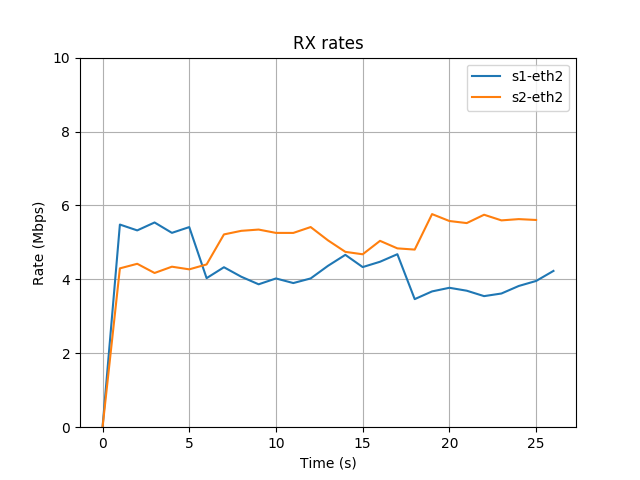 RX rates
s1-eth2
s2-eth2
Rate (Mbps)
10
8
6
4
2
0
0 5 10 15 20 25
Time (s)